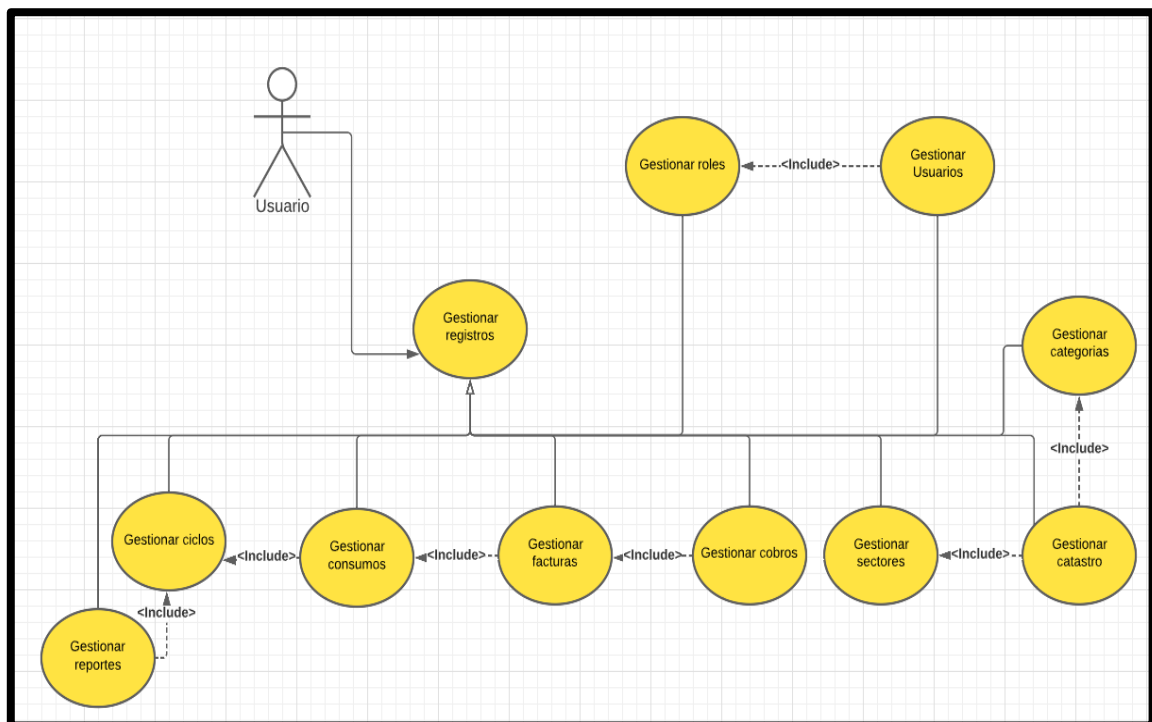 Usuario
Gestionar roles
<Include>
Gestionar
Usuarios
Gestionar
registros
Gestionar
categorias
<Include>
Gestionar ciclos
<Include>
Gestionar
consumos
<Include>
Gestionar
facturas
<Include>
Gestionar cobros
Gestionar
sectores
<Include>
Gestionar
catastro
<Include>
Gestionar
reportes